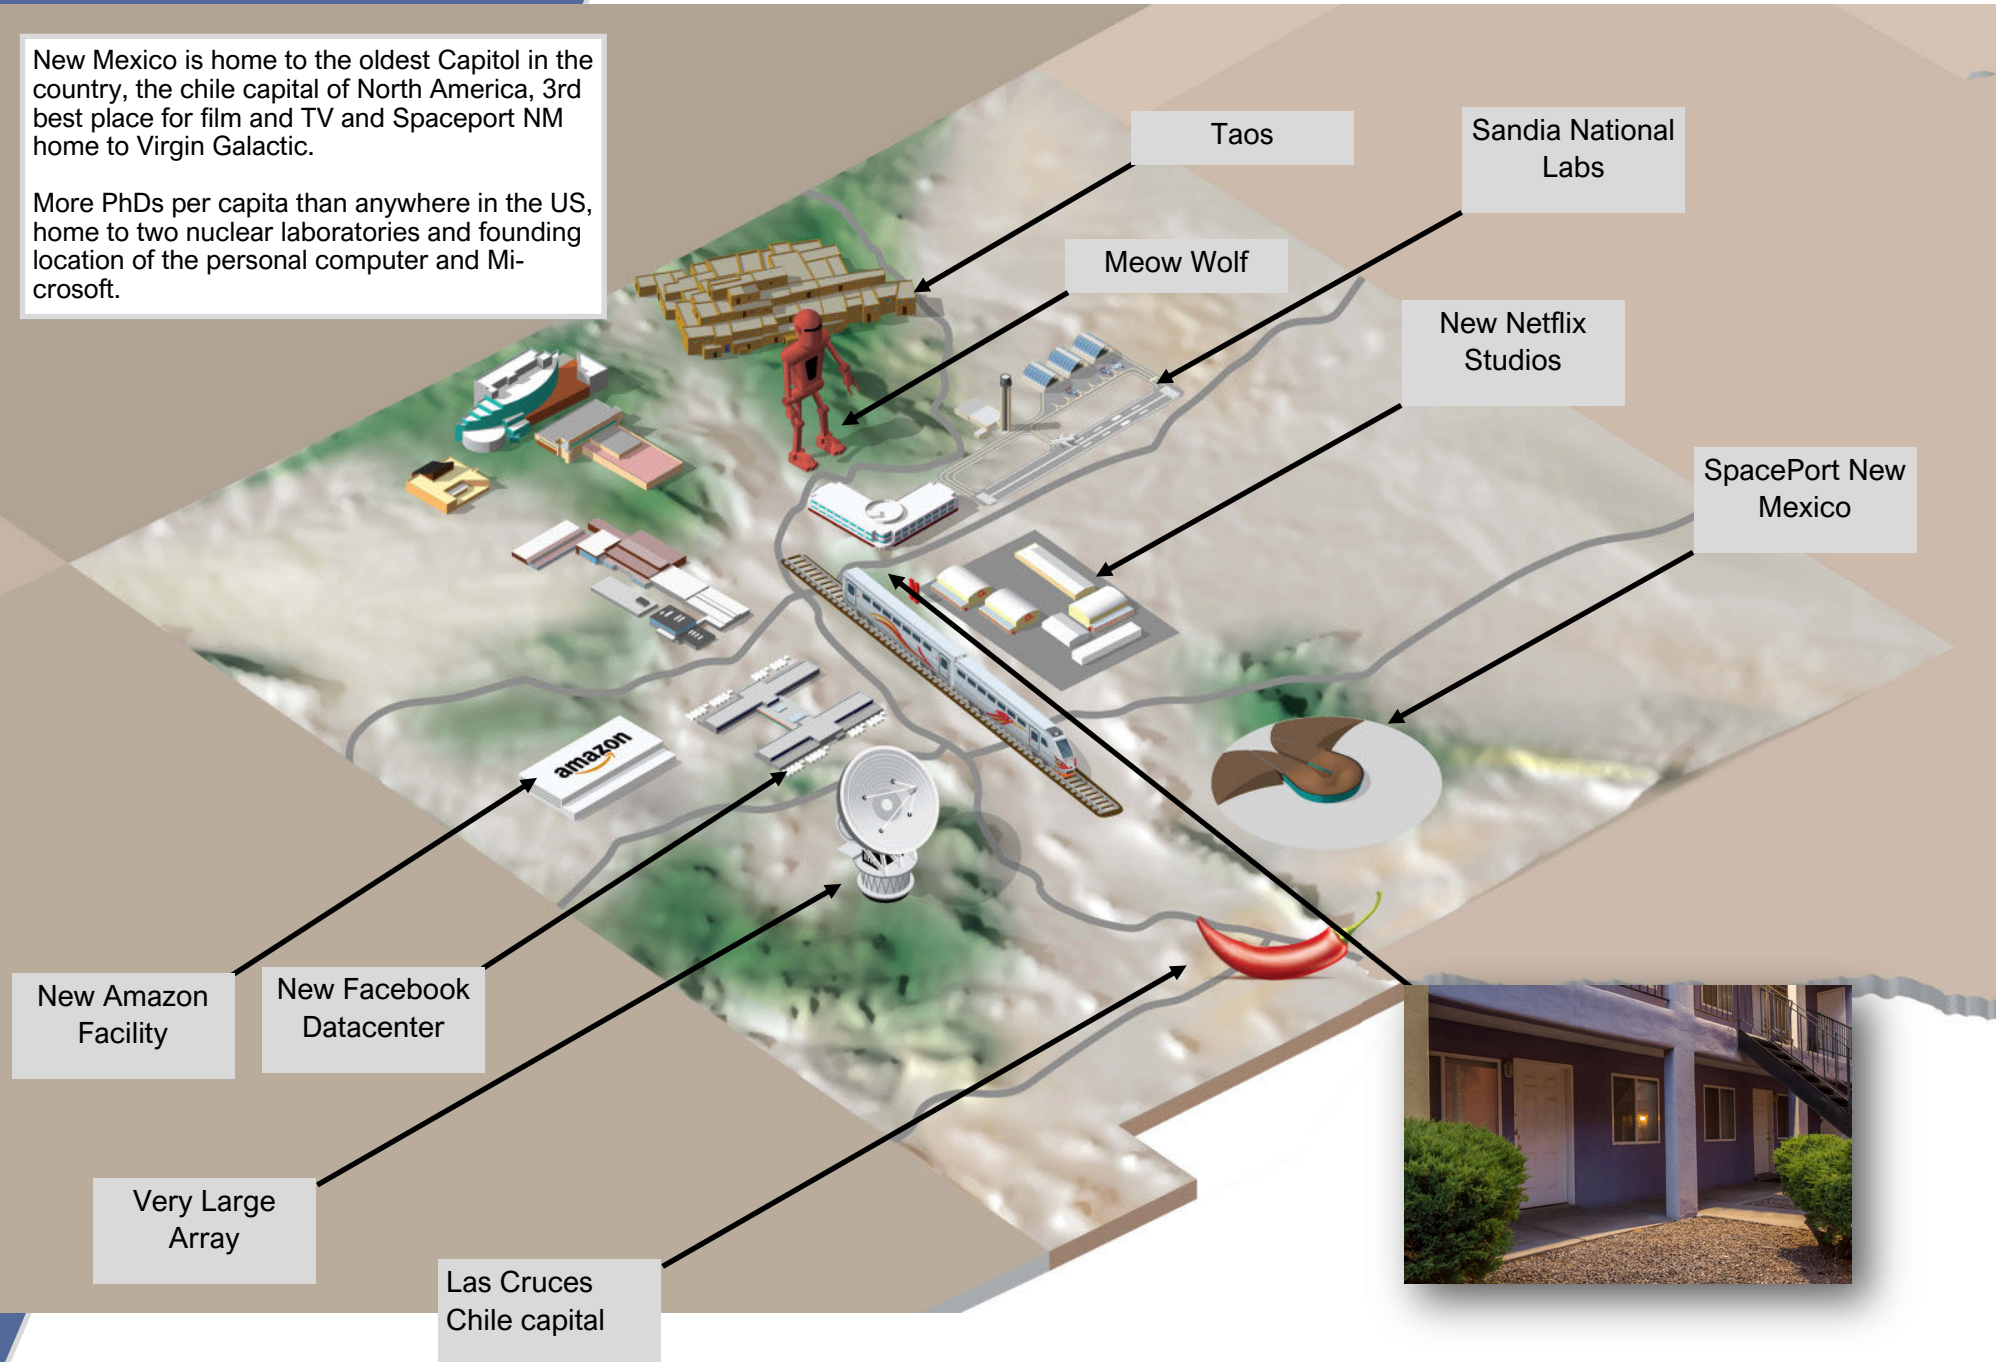 New Mexico is home to the oldest Capitol in the
country, the chile capital of North America, 3rd
best place for film and TV and Spaceport NM
home to Virgin Galactic.
More PhDs per capita than anywhere in the US,
home to two nuclear laboratories and founding
location of the personal computer and Mi-
crosoft.
Taos
Sandia National
Labs
Meow Wolf
New Netflix
Studios
SpacePort New
Mexico
amazon
New Amazon
Facility
New Facebook
Datacenter
Very Large
Array
Las Cruces
Chile capital